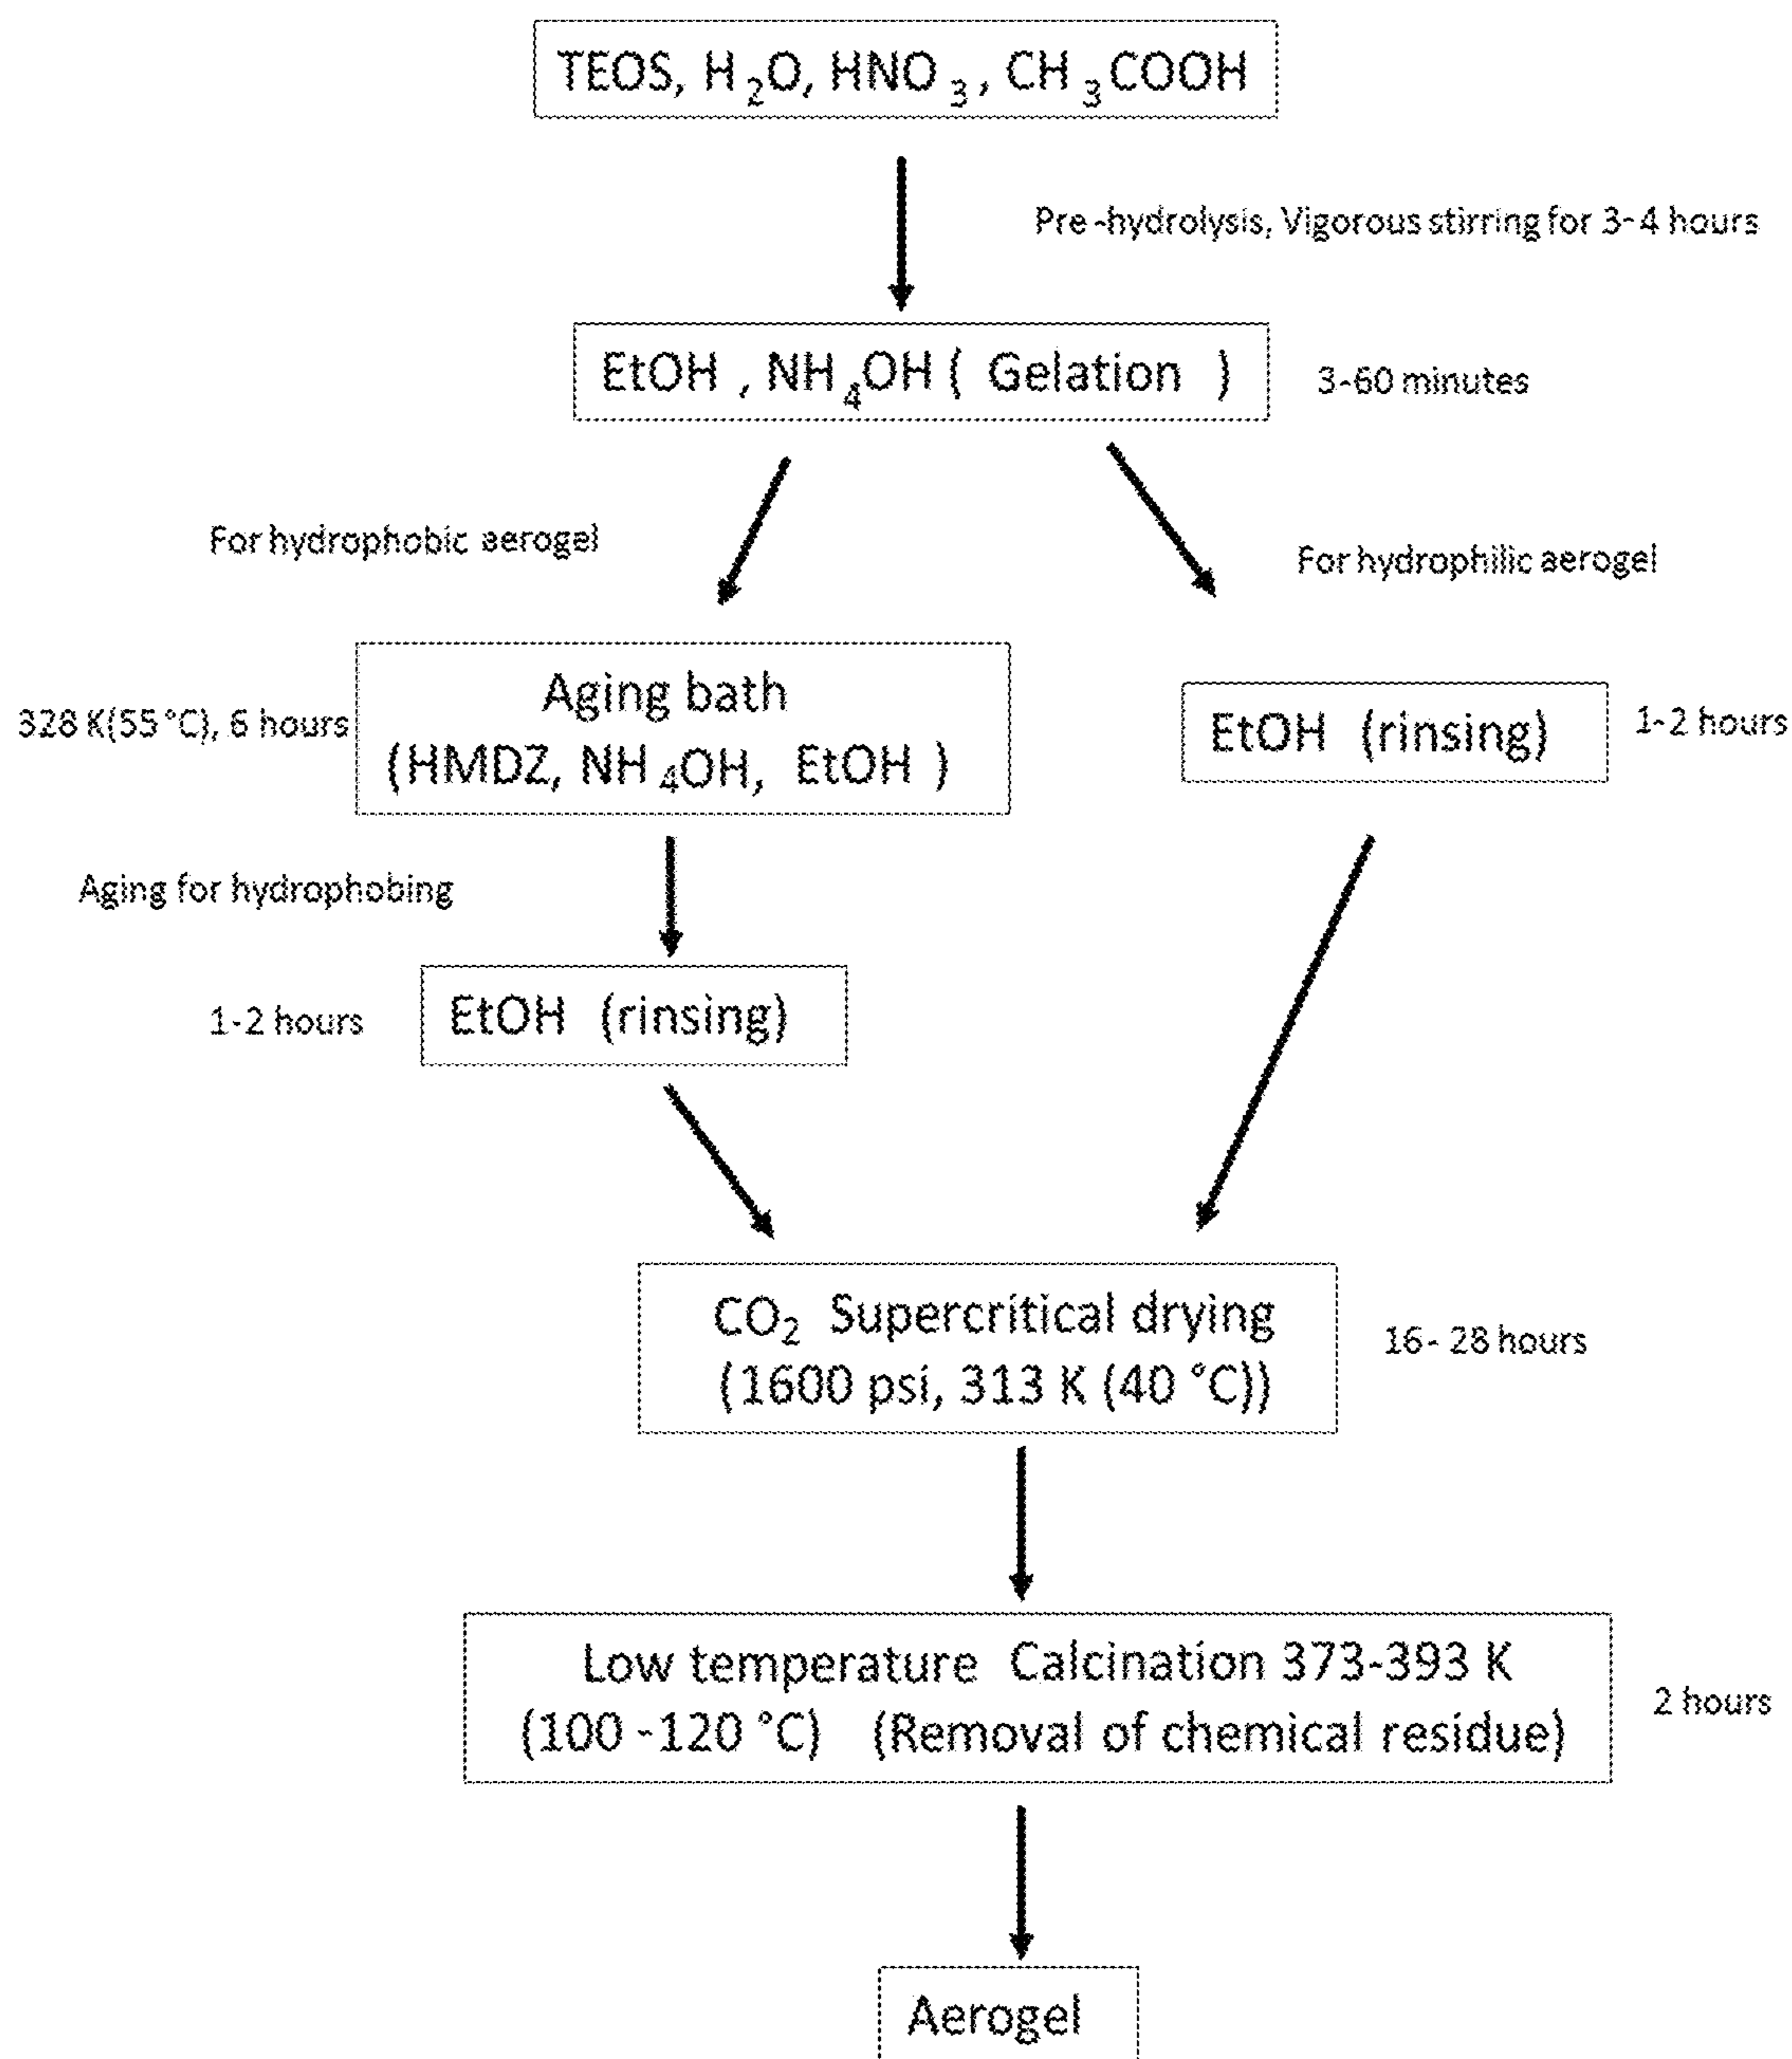 TEOS, H2O, HNO3, CH3COOH
Pre-hydrolysis, Vigorous stirring for 3-4 hours
EtOH , NH4OH ( Gelation )
3-60 minutes
For hydrophobic aerogel
For hydrophilic aerogel
Aging bath
(HMDZ, NH4OH, EtOH )
328 K(55 °C), 6 hours
EtOH (rinsing)
1-2 hours
Aging for hydrophobing
1-2 hours
EtOH (rinsing)
CO2 Supercritical drying
(1600 psi, 313 K (40 °C))
16- 28 hours
Low temperature Calcination 373-393 K
(100 -120 °C) (Removal of chemical residue)
2 hours
Aerogel